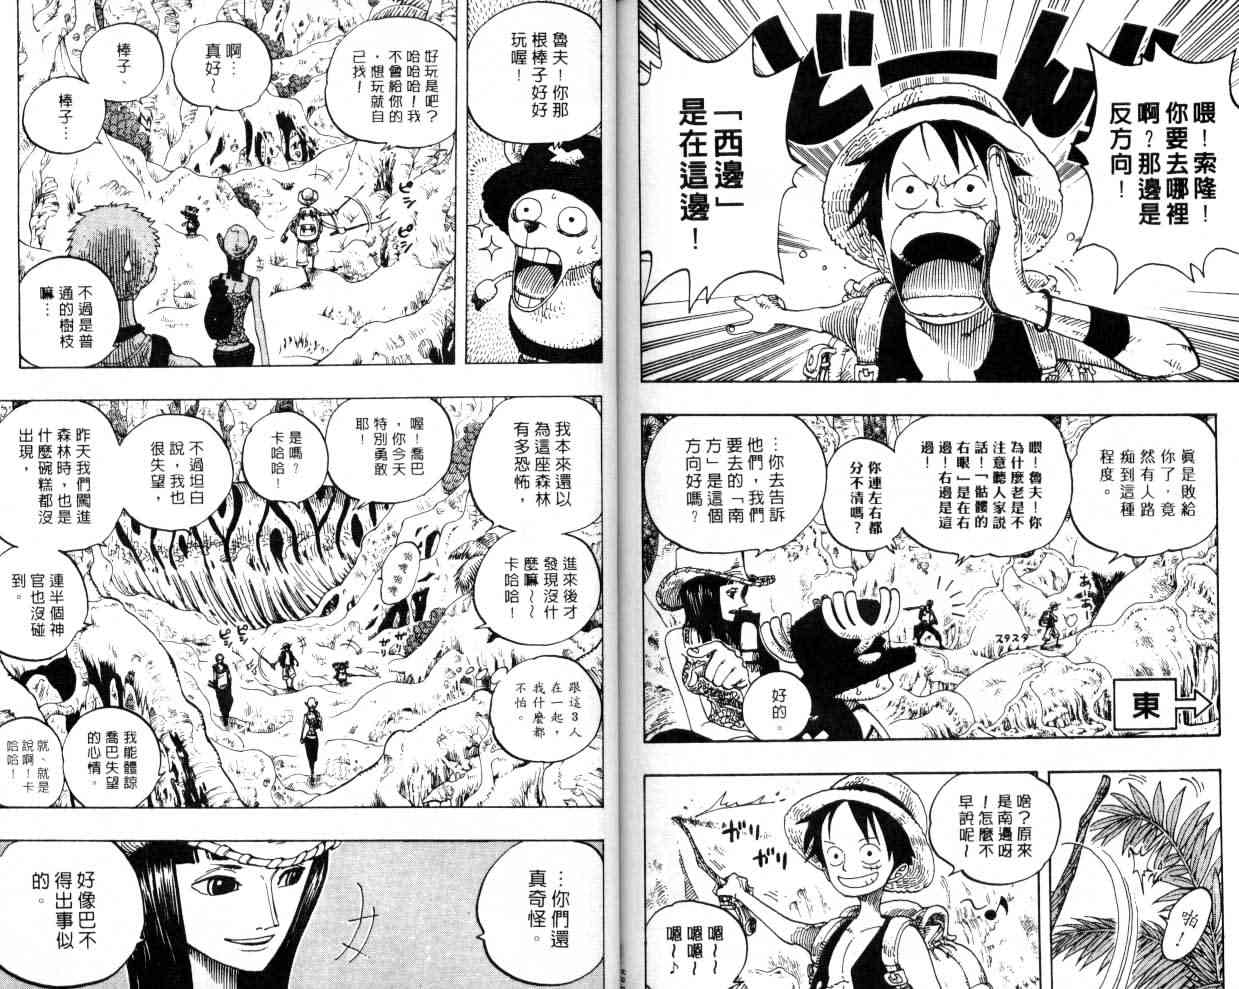 喂！索隆！
你要去哪裡
啊？那邊是
反方向！
「西邊」
是在這邊！
真是敗給
你了，竟
然有人路
痴到這種
程度。
喂！魯夫！你
為什麼老是不
注意聽人家說
話！「骷髏的
右眼」是在右
邊！右邊是這
邊！
你連左右都
分不清嗎？
…你去告訴
他們，我們
要去的「南
方」是這個
方向好嗎？
好的。
スタスタ
東
啪！
啥？原來
是南邊呀
！怎麼不
早說呢～
嗯～
嗯嗯～
嗯嗯～♪
魯夫！你那
根棒子好好
玩喔！
好玩是吧？
哈哈哈！我
不會給你的
，想玩就自
己找！
啊…
真好～
棒子、
棒子…
不過是普
通的樹枝
嘛…
我本來還以
為這座森林
有多恐怖，
進來後才
發現沒什
麼嘛～～
卡哈哈！
跟這3人
在一起，
我什麼都
不怕。
喔！喬巴
，你今天
特別勇敢
耶！
是嗎？
卡哈哈！
不過坦白
說，我也
很失望，
昨天我們闖進
森林時，也是
什麼碗糕都沒
出現，
連半個神
官也沒碰
到。
我能體諒
喬巴失望
的心情。
就、就是
說啊！卡
哈哈！
…你們還
真奇怪。
好像巴不
得出事似
的。